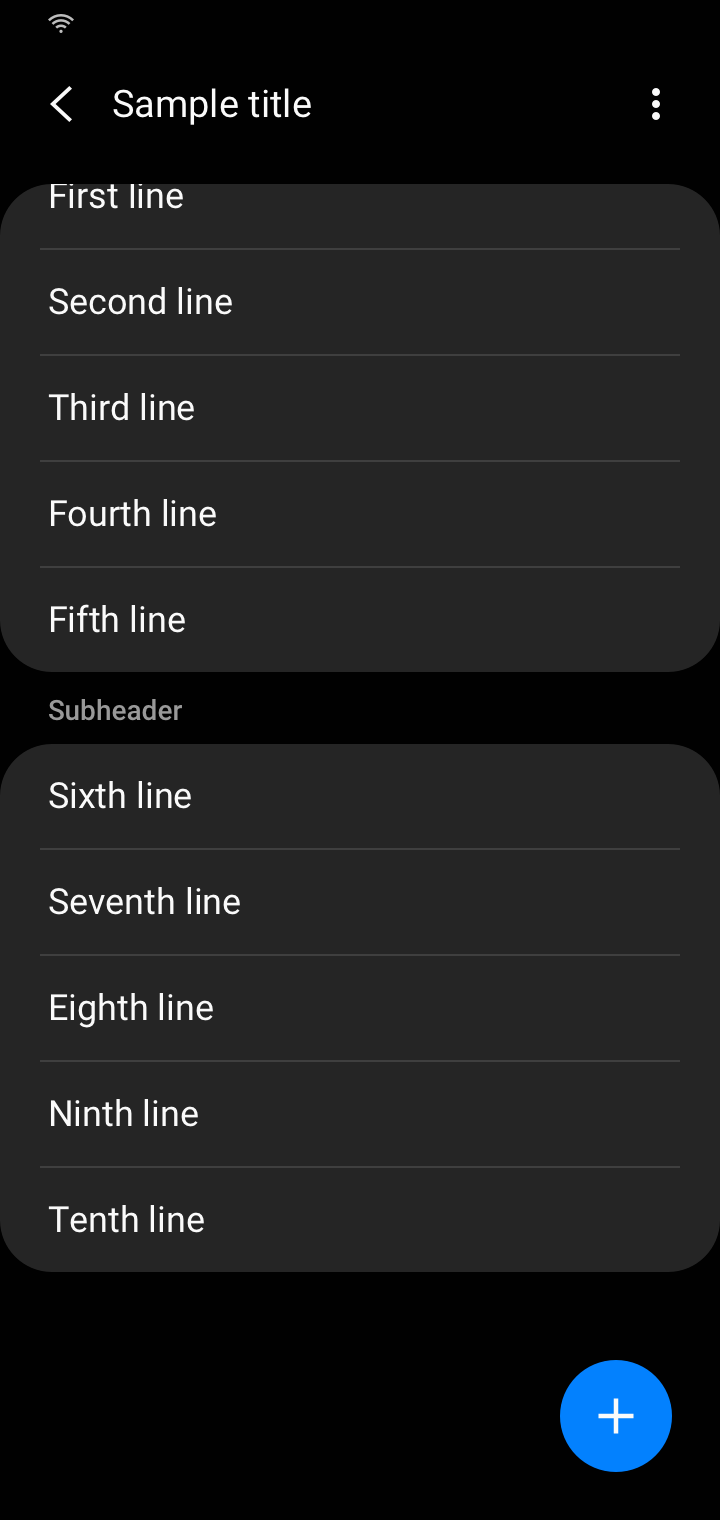 Sample title
First line
Second line
Third line
Fourth line
Fifth line
Subheader
Sixth line
Seventh line
Eighth line
Ninth line
Tenth line